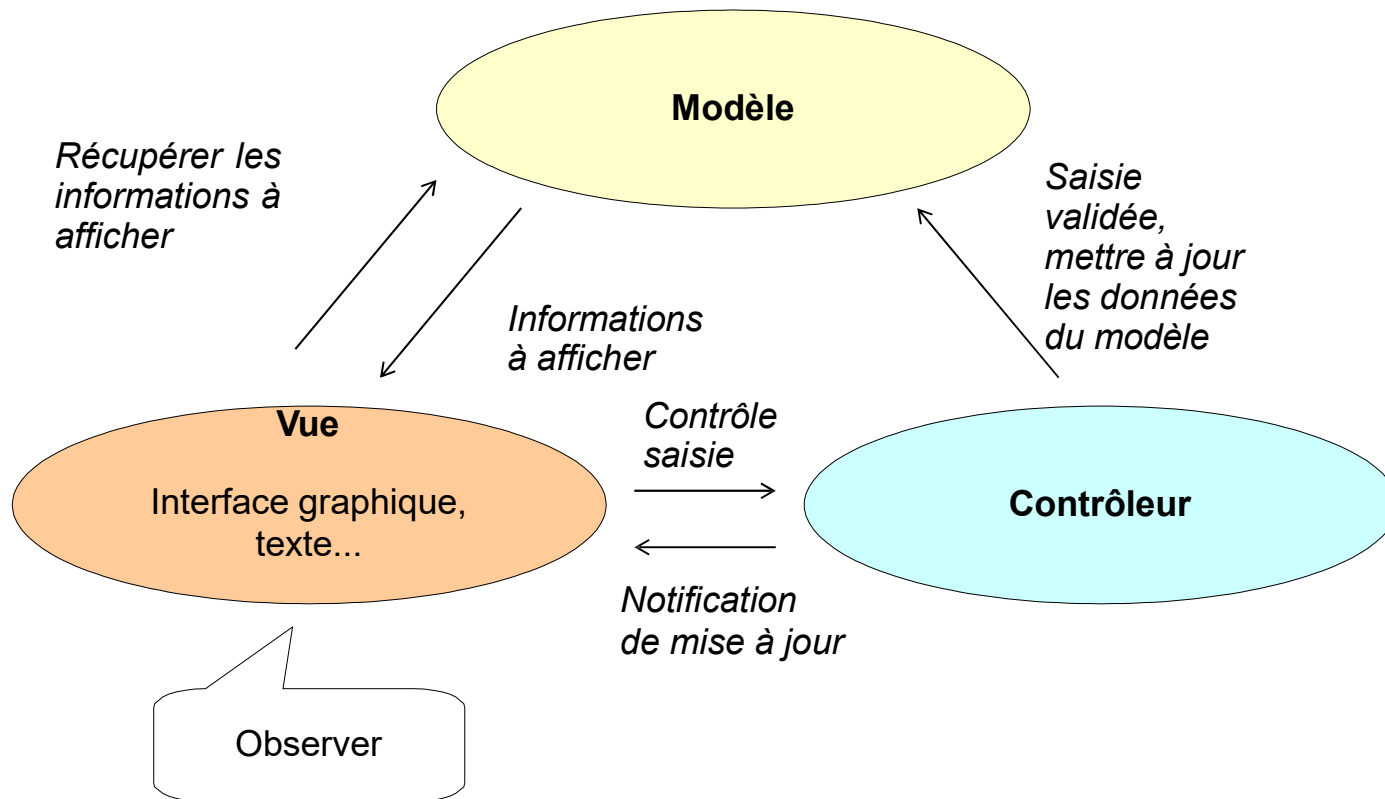 Modèle
Récupérer les
informations à
afficher
Saisie
validée,
mettre à jour
les données
du modèle
Informations
à afficher
Vue
Interface graphique,
texte...
Contrôle
saisie
Contrôleur
Notification
de mise à jour
Observer